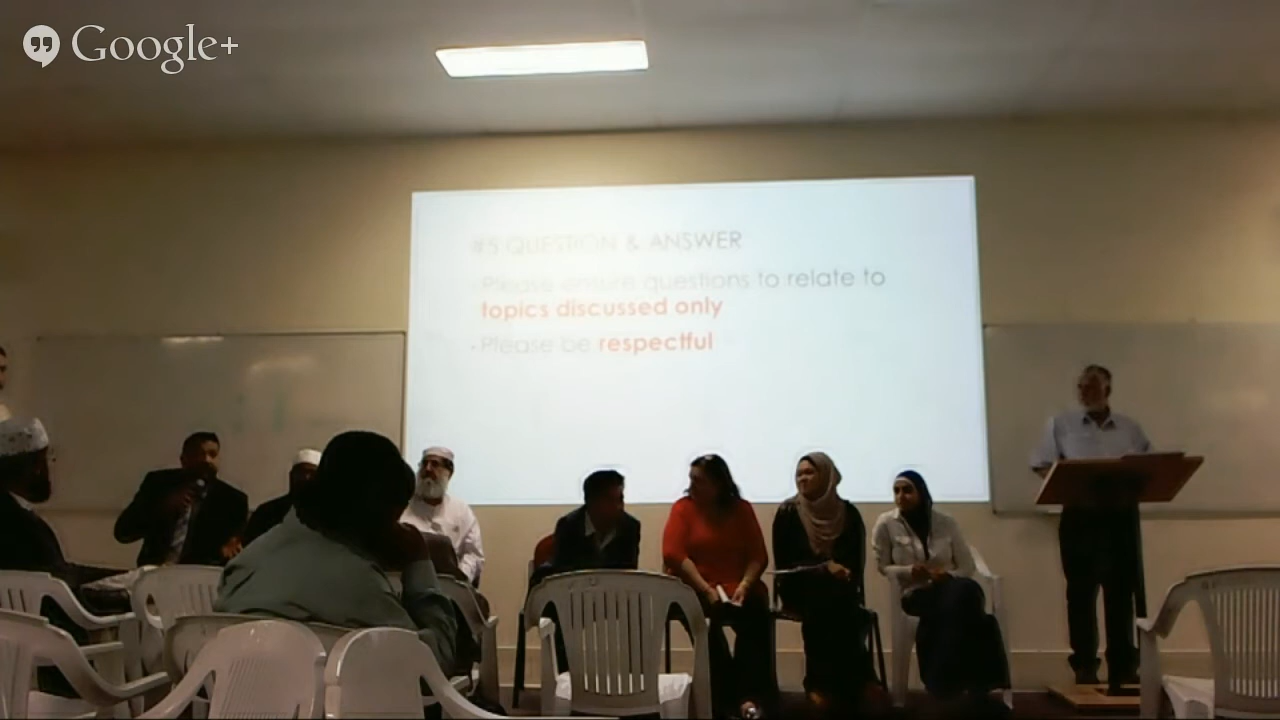 Google+
#5 QUESTION & ANSWER
Please ensure questions to relate to
topics discussed only
Please be respectful